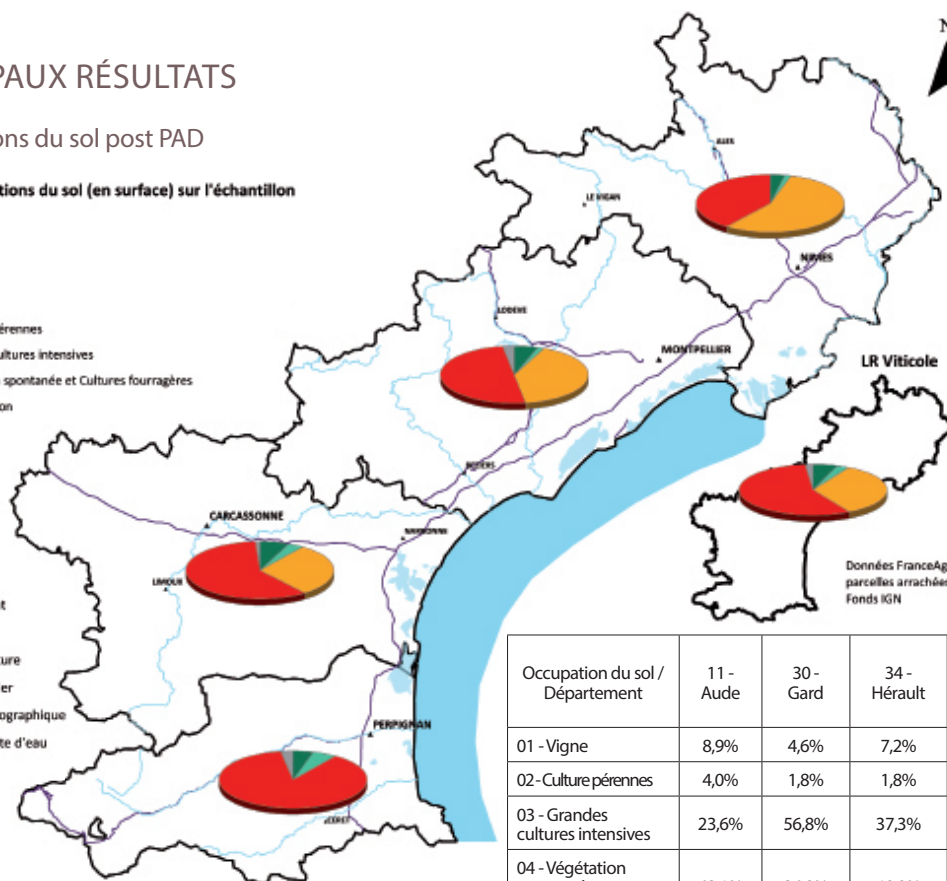 PAUX RÉSULTATS
ons du sol post PAD
tions du sol (en surface) sur l'échantillon
érennes
ultures intensives
spontanée et Cultures fourragères
on
t
ture
ier
ographique
te d'eau
N
ALES
LE VIGAN
NIMES
LODEVE
MONTPELLIER
BEZIERS
LR Viticole
CARCASSONNE
NARBONNE
LIMOUX
PERPIGNAN
CERET
Données FranceAg
parcelles arrachées
Fonds IGN
Occupation du sol / Département
11 - Aude
30 - Gard
34 - Hérault
01 - Vigne 8,9% 4,6% 7,2%
02 - Culture pérennes 4,0% 1,8% 1,8%
03 - Grandes cultures intensives 23,6% 56,8% 37,3%
04 - Végétation